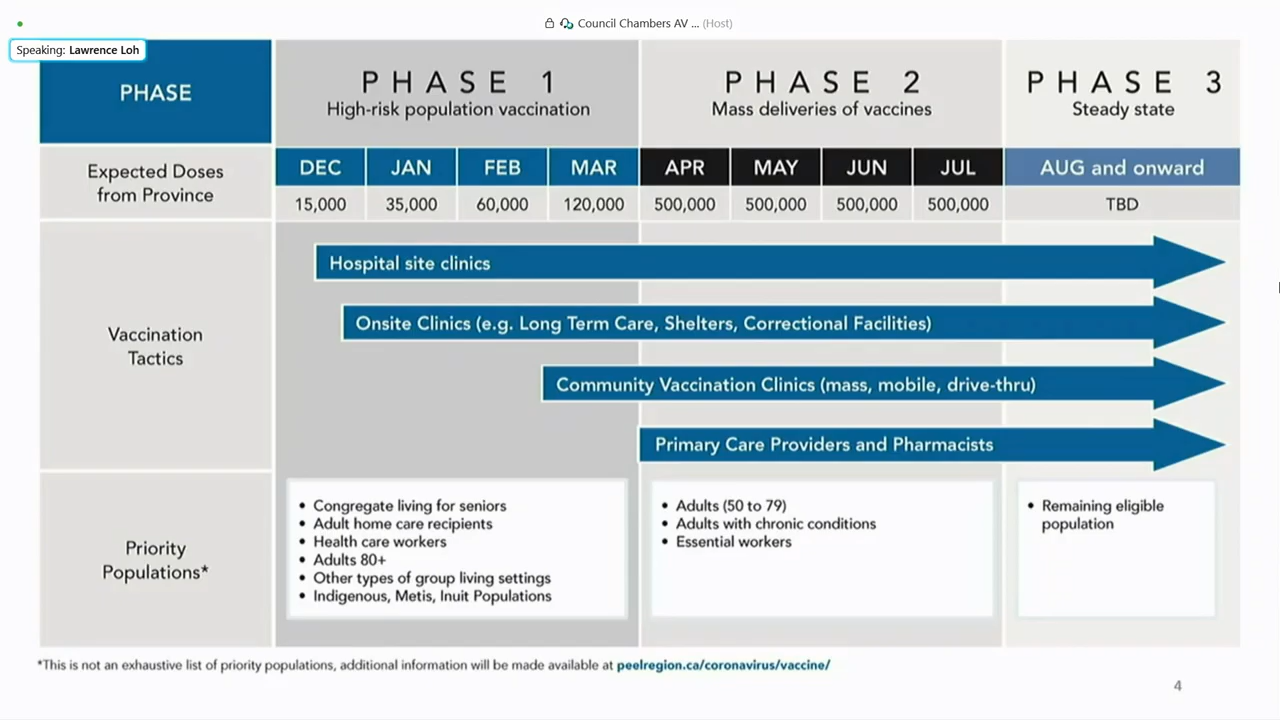 Council Chambers AV ... (Host)
Speaking: Lawrence Loh
PHASE
PHASE 1
High-risk population vaccination
PHASE 2
Mass deliveries of vaccines
PHASE 3
Steady state
Expected Doses
from Province
DEC JAN FEB MAR APR MAY JUN JUL AUG and onward
15,000 35,000 60,000 120,000 500,000 500,000 500,000 500,000 TBD
Vaccination
Tactics
Hospital site clinics
Onsite Clinics (e.g. Long Term Care, Shelters, Correctional Facilities)
Community Vaccination Clinics (mass, mobile, drive-thru)
Primary Care Providers and Pharmacists
Priority
Populations*
• Congregate living for seniors
• Adult home care recipients
• Health care workers
• Adults 80+
• Other types of group living settings
• Indigenous, Metis, Inuit Populations
• Adults (50 to 79)
• Adults with chronic conditions
• Essential workers
• Remaining eligible
population
*This is not an exhaustive list of priority populations, additional information will be made available at peelregion.ca/coronavirus/vaccine/
4